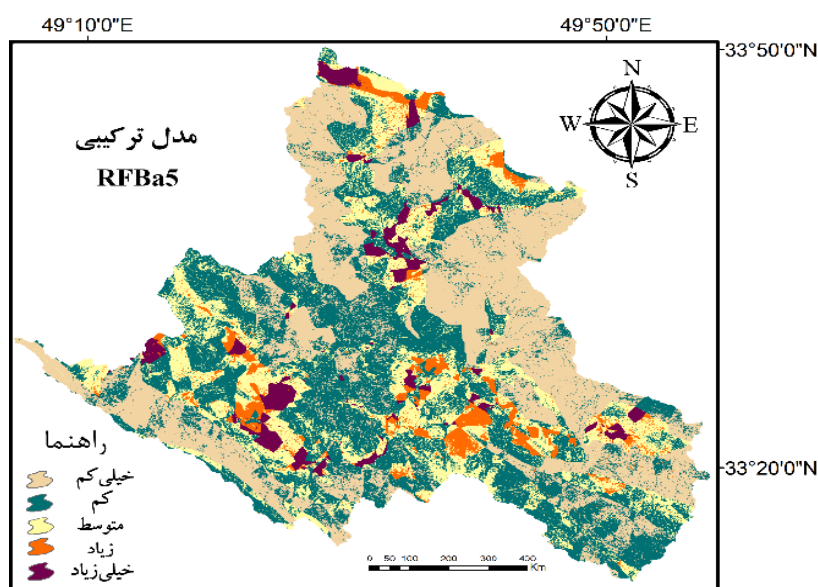 49°10'0"E
49°50'0"E
33°50'0"N
مدل ترکیبی
RFBa5
N
W
E
S
راهنما
خیلی کم
کم
متوسط
زیاد
خیلی زیاد
33°20'0"N
0 50 100 200 300 400
Km